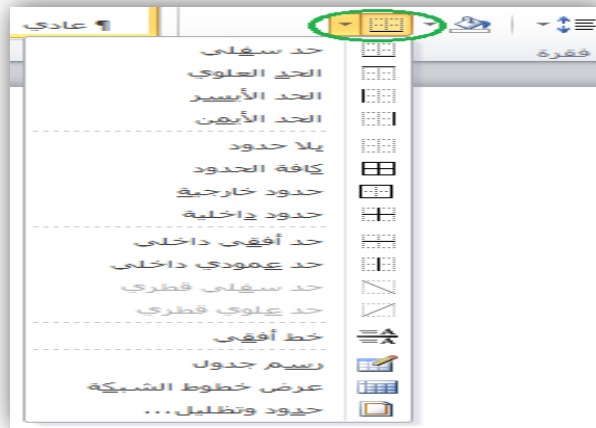 ¶ عادي
فقرة
حد سفلي
الحد العلوي
الحد الأيسر
الحد الأيمن
بلا حدود
كافة الحدود
حدود خارجية
حدود داخلية
حد أفقي داخلي
حد عمودي داخلي
حد سفلي قطري
حد علوي قطري
خط أفقي
رسم جدول
عرض خطوط الشبكة
حدود وتظليل...